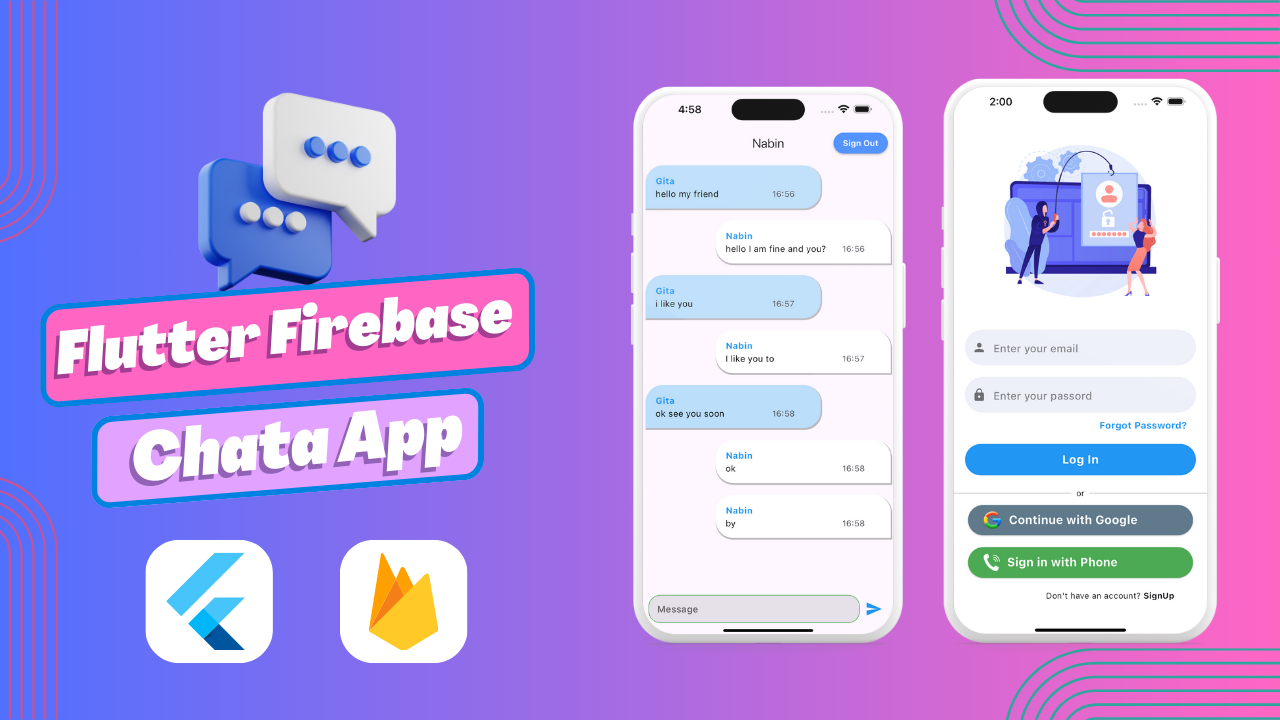 Flutter Firebase
Chata App
4:58
Nabin
Sign Out
Gita
hello my friend 16:56
Nabin
hello I am fine and you? 16:56
Gita
i like you 16:57
Nabin
I like you to 16:57
Gita
ok see you soon 16:58
Nabin
ok 16:58
Nabin
by 16:58
Message
2:00
Enter your email
Enter your passord
Forgot Password?
Log In
or
Continue with Google
Sign in with Phone
Don't have an account? SignUp